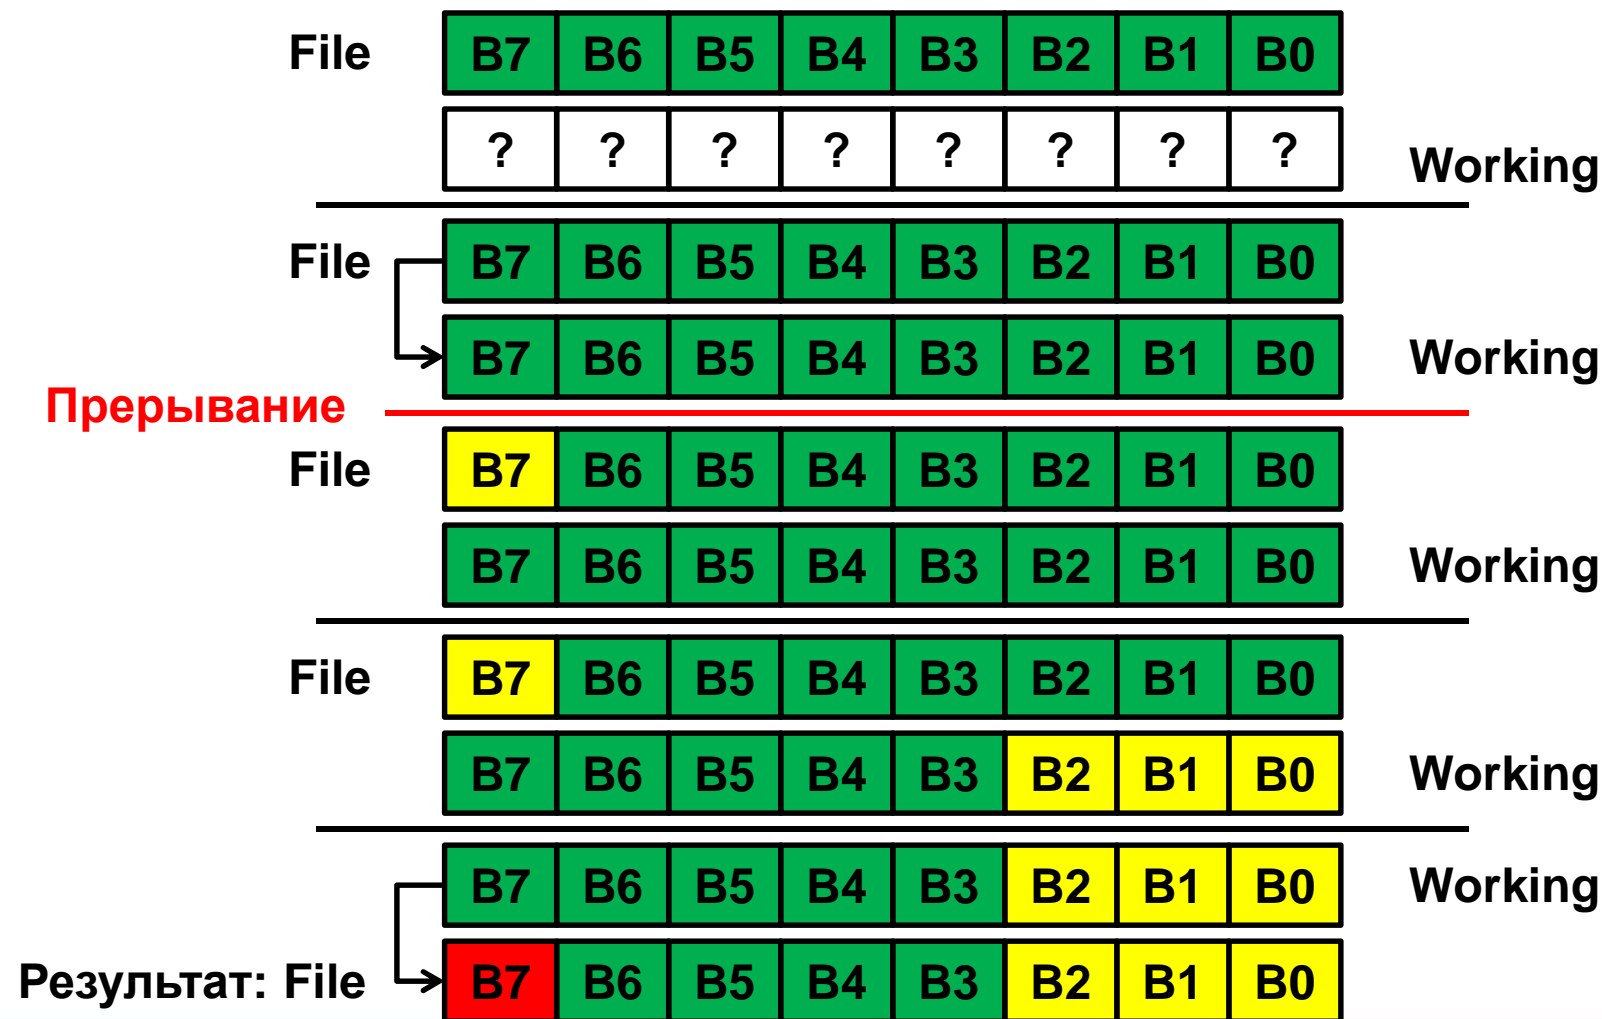 File B7 B6 B5 B4 B3 B2 B1 B0
? ? ? ? ? ? ? ? Working
File B7 B6 B5 B4 B3 B2 B1 B0
B7 B6 B5 B4 B3 B2 B1 B0 Working
Прерывание
File B7 B6 B5 B4 B3 B2 B1 B0
B7 B6 B5 B4 B3 B2 B1 B0 Working
File B7 B6 B5 B4 B3 B2 B1 B0
B7 B6 B5 B4 B3 B2 B1 B0 Working
B7 B6 B5 B4 B3 B2 B1 B0 Working
Результат: File B7 B6 B5 B4 B3 B2 B1 B0